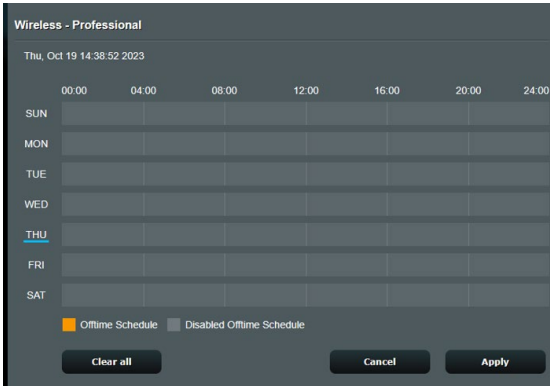 Wireless - Professional
Thu, Oct 19 14:38:52 2023
00:00 04:00 08:00 12:00 16:00 20:00 24:00
SUN
MON
TUE
WED
THU
FRI
SAT
Offtime Schedule Disabled Offtime Schedule
Clear all Cancel Apply